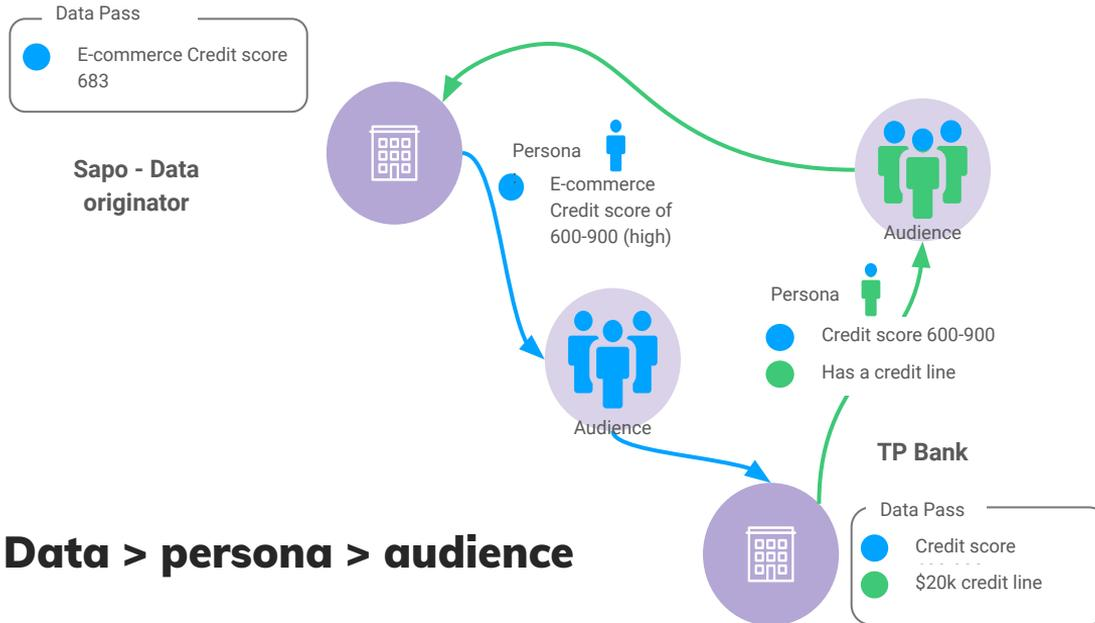 Data Pass
E-commerce Credit score
683
Sapo - Data
originator
Persona
E-commerce
Credit score of
600-900 (high)
Audience
Audience
Persona
Credit score 600-900
Has a credit line
TP Bank
Data Pass
Credit score
$20k credit line
Data > persona > audience